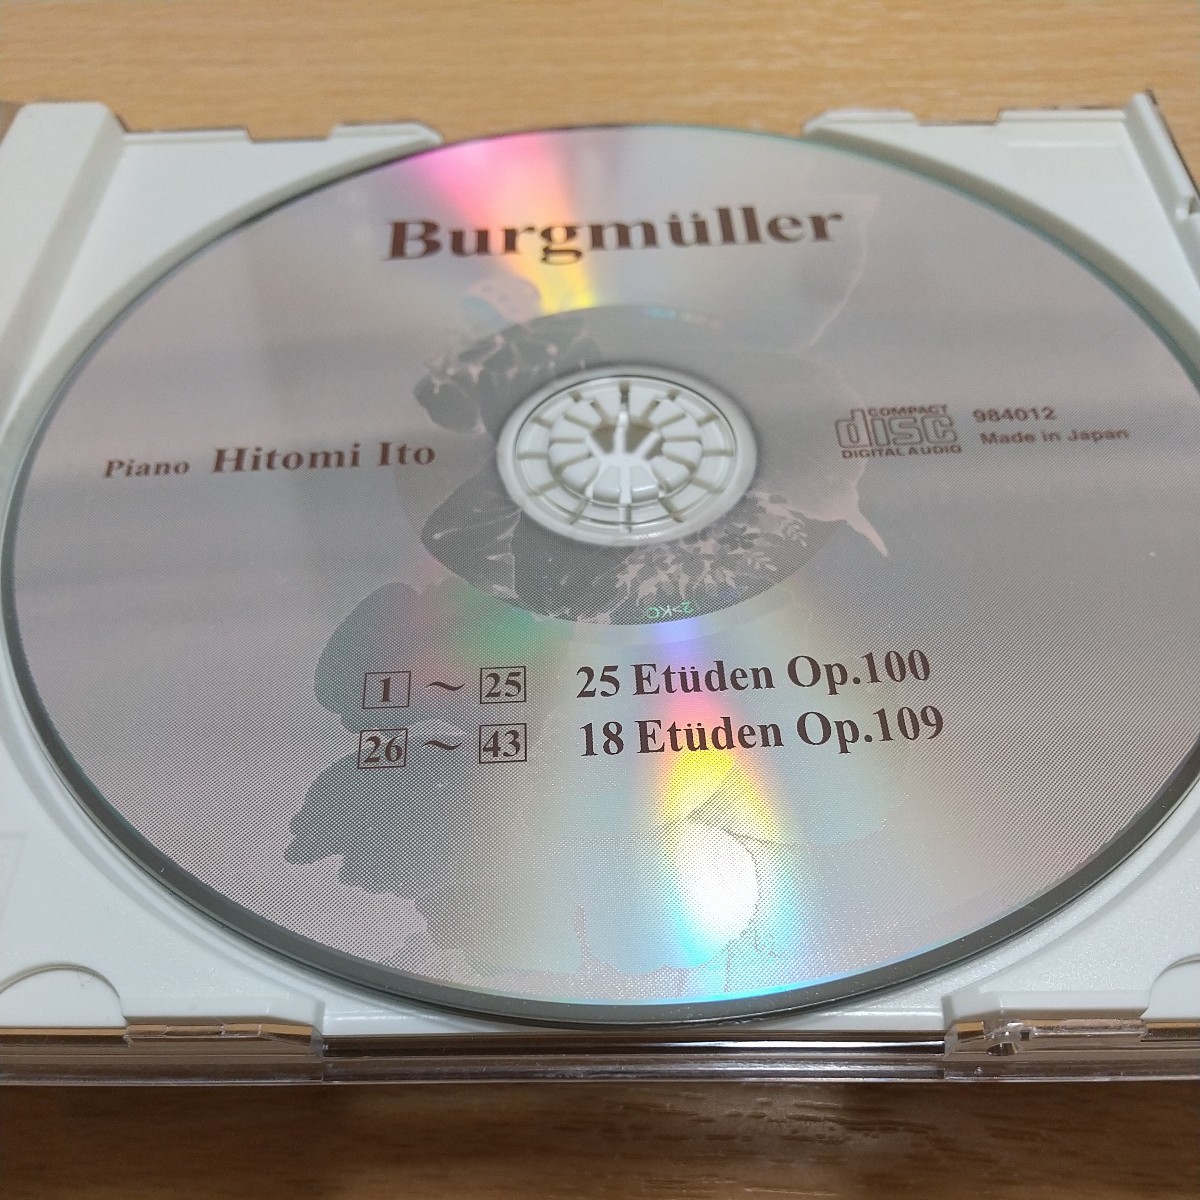 Burgmüller
COMPACT
disc
DIGITAL AUDIO
984012
Made in Japan
Piano Hitomi Ito
1 ~ 25 25 Etüden Op.100
26 ~ 43 18 Etüden Op.109